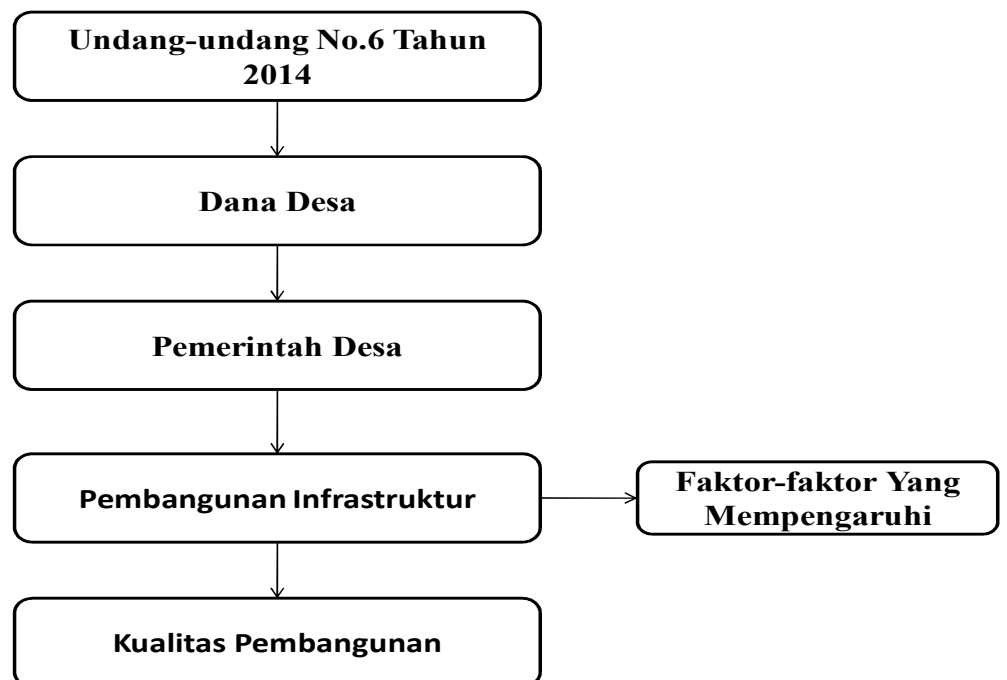 Undang-undang No.6 Tahun
2014
Dana Desa
Pemerintah Desa
Pembangunan Infrastruktur
Faktor-faktor Yang
Mempengaruhi
Kualitas Pembangunan